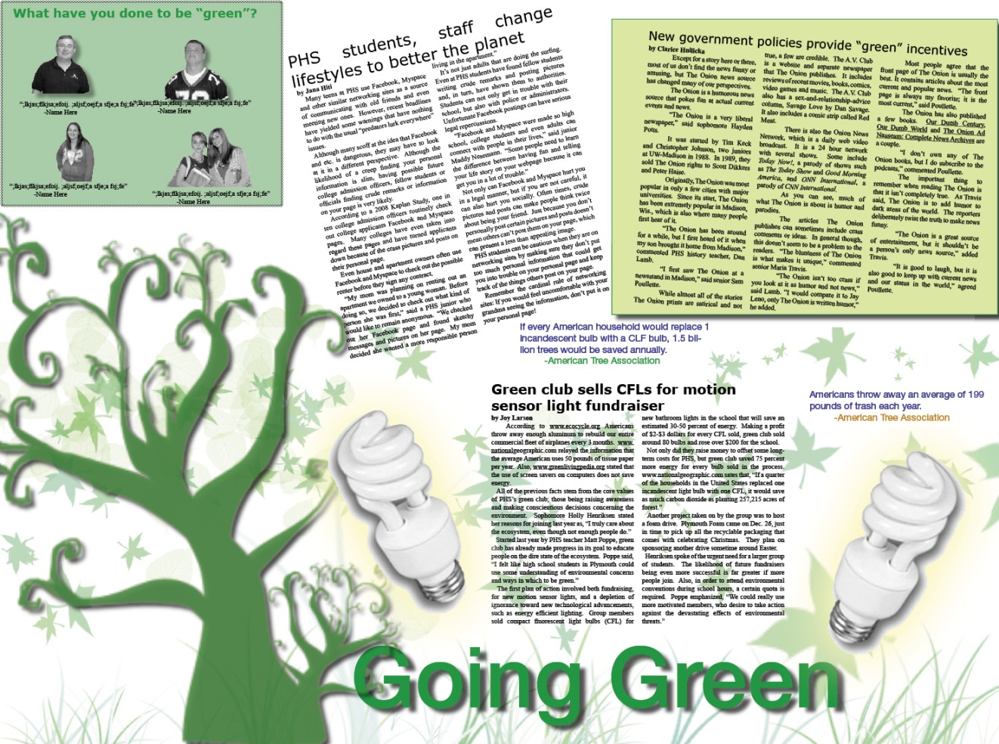 What have you done to be “green”?
“;lkjas;flkjsa;efoij. ;aljsf;oejf;a sfje;a fsj;fe”
-Name Here
“;lkjas;flkjsa;efoij. ;aljsf;oejf;a sfje;a fsj;fe”
-Name Here
“;lkjas;flkjsa;efoij. ;aljsf;oejf;a sfje;a fsj;fe”
-Name Here
“;lkjas;flkjsa;efoij. ;aljsf;oejf;a sfje;a fsj;fe”
-Name Here
PHS students, staff change
lifestyles to better the planet
by Jana Hiti
Many teens at PHS use Facebook, Myspace
and other similar networking sites as a source
of communicating with old friends and even
meeting new ones. However, recent headlines
have yielded some warnings that have nothing
to do with the usual “predators lurk everywhere”
issues.
Although many scoff at the idea that Facebook
and etc. is dangerous, they may have to look
at it in a different perspective. Although the
likelihood of a creep finding your personal
information is slim, having possible future
college admission officers, fellow students or
officials finding crude remarks or information
on your page is very likely.
According to a 2008 Kaplan Study, one in
ten college admission officers routinely check
out college applicants Facebook and Myspace
pages. Many colleges have even taken into
regard these pages and have turned applicants
down because of the crass pictures and posts on
their personal page.
Even house and apartment owners often use
Facebook and Myspace to check out the possible
renter before they sign any contract.
“My mom was planning on renting out an
apartment we owned to a young woman. Before
doing so, we decided to check out what kind of
person she was first,” said a PHS junior who
would like to remain anonymous. “We checked
out her Facebook page and found sketchy
messages and pictures on her page. My mom
decided she wanted a more responsible person
living in the apartment.”
It’s not just adults that are doing the surfing.
Even at PHS students have found fellow students
writing crude remarks and posting pictures
and, in turn, have shown them to authorities.
Students can not only get in trouble with their
school, but also with police or administrators.
Unfortunate Facebook postings can have serious
legal repercussions.
“Facebook and Myspace were made so high
school, college students and even adults can
connect with people in their lives,” said junior
Maddy Nesemann. “Some people need to learn
the difference between having fun and telling
your life story on your webpage because it can
get you in a lot of trouble.”
Not only can Facebook and Myspace hurt you
in a legal manner, but if you are not careful, it
can also hurt you socially. Often times, crude
pictures and posts can make people think twice
about being your friend. Just because you don’t
personally post certain pictures and posts doesn’t
mean others can’t post them on your page, which
can present a less than appealing image.
PHS students can be cautious when they are on
networking sites by making sure they don’t put
too much personal information that could get
you into trouble on your personal page and keep
track of the things others post on your page.
Remember the cardinal rule of networking
sites: If you would feel uncomfortable with your
grandma seeing the information, don’t put it on
your personal page!
New government policies provide “green” incentives
by Clarice Hnilicka
Except for a story here or there,
most of us don’t find the news funny or
amusing, but The Onion news source
has changed many of our perspectives.
The Onion is a humorous news
source that pokes fun at actual current
events and news.
“The Onion is a very liberal
newspaper,” said sophomore Hayden
Potts.
It was started by Tim Keck
and Christopher Johnson, two juniors
at UW-Madison in 1988. In 1989, they
sold The Onion rights to Scott Dikkers
and Peter Haise.
Originally, The Onion was most
popular in only a few cities with major
universities. Since its start, The Onion
has been extremely popular in Madison,
Wis., which is also where many people
first hear of it.
“The Onion has been around
for a while, but I first heard of it when
my son brought it home from Madison,”
commented PHS history teacher, Dan
Lamb.
“I first saw The Onion at a
newsstand in Madison,” said senior Sam
Poullette.
While almost all of the stories
The Onion prints are satirical and not
true, a few are credible. The A.V. Club
is a website and separate newspaper
that The Onion publishes. It includes
reviews of recent movies, books, comics,
video games and music. The A.V. Club
also has a sex-and-relationship-advice
column, Savage Love by Dan Savage.
It also includes a comic strip called Red
Meat.
There is also the Onion News
Network, which is a daily web video
broadcast. It is a 24 hour network
with several shows. Some include
Today Now!, a parody of shows such
as The Today Show and Good Morning
America, and ONN International, a
parody of CNN International.
As you can see, much of
what The Onion is about is humor and
parodies.
The articles The Onion
publishes can sometimes include crass
comments or ideas. In general though,
this doesn’t seem to be a problem to the
readers. “The bluntness of The Onion
is what makes it unique,” commented
senior Maria Travis.
“The Onion isn’t too crass if
you look at it as humor and not news,”
said Lamb. “I would compare it to Jay
Leno, only The Onion is written humor,”
he added.
Most people agree that the
front page of The Onion is usually the
best. It contains articles about the most
current and popular news. “The front
page is always my favorite; it is the
most current,” said Poullette.
The Onion has also published
a few books. Our Dumb Century,
Our Dumb World and The Onion Ad
Nauseam: Complete News Archives are
a couple.
“I don’t own any of The
Onion books, but I do subscribe to the
podcasts,” commented Poullette.
The important thing to
remember when reading The Onion is
that it isn’t completely true. As Travis
said, The Onion is to add humor to
dark areas of the world. The reporters
deliberately twist the truth to make news
funny.
“The Onion is a great source
of entertainment, but it shouldn’t be
a person’s only news source,” added
Travis.
“It is good to laugh, but it is
also good to keep up with current news
and our status in the world,” agreed
Poullette.
If every American household would replace 1
incandescent bulb with a CLF bulb, 1.5 bil-
lion trees would be saved annually.
-American Tree Association
Green club sells CFLs for motion
sensor light fundraiser
by Joy Larson
According to www.ecocycle.org Americans
throw away enough aluminum to rebuild our entire
commercial fleet of airplanes every 3 months. www.
nationalgeographic.com relayed the information that
the average American uses 50 pounds of tissue paper
per year. Also, www.greenlivingpedia.org stated that
the use of screen savers on computers does not save
energy.
All of the previous facts stem from the core values
of PHS’s green club; those being raising awareness
and making conscientious decisions concerning the
environment. Sophomore Holly Henriksen stated
her reasons for joining last year as, “I truly care about
the ecosystem, even though not enough people do.”
Started last year by PHS teacher Matt Poppe, green
club has already made progress in its goal to educate
people on the dire state of the ecosystem. Poppe said,
“I felt like high school students in Plymouth could
use some understanding of environmental concerns
and ways in which to be green.”
The first plan of action involved both fundraising,
for new motion sensor lights, and a depletion of
ignorance toward new technological advancements,
such as energy efficient lighting. Group members
sold compact fluorescent light bulbs (CFL) for
new bathroom lights in the school that will save an
estimated 30-50 percent of energy. Making a profit
of $2-$3 dollars for every CFL sold, green club sold
around 80 bulbs and rose over $200 for the school.
Not only did they raise money to offset some long-
term costs for PHS, but green club saved 75 percent
more energy for every bulb sold in the process.
www.nationalgeographic.com sates that, “If a quarter
of the households in the United States replaced one
incandescent light bulb with one CFL, it would save
as much carbon dioxide as planting 257,215 acres of
forest.”
Another project taken on by the group was to host
a foam drive. Plymouth Foam came on Dec. 26, just
in time to pick up all the recyclable packaging that
comes with celebrating Christmas. They plan on
sponsoring another drive sometime around Easter.
Henriksen spoke of the urgent need for a larger group
of students. The likelihood of future fundraisers
being even more successful is far greater if more
people join. Also, in order to attend environmental
conventions during school hours, a certain quota is
required. Poppe emphasized, “We could really use
more motivated members, who desire to take action
against the devastating effects of environmental
threats.”
Americans throw away an average of 199
pounds of trash each year.
-American Tree Association
Going Green